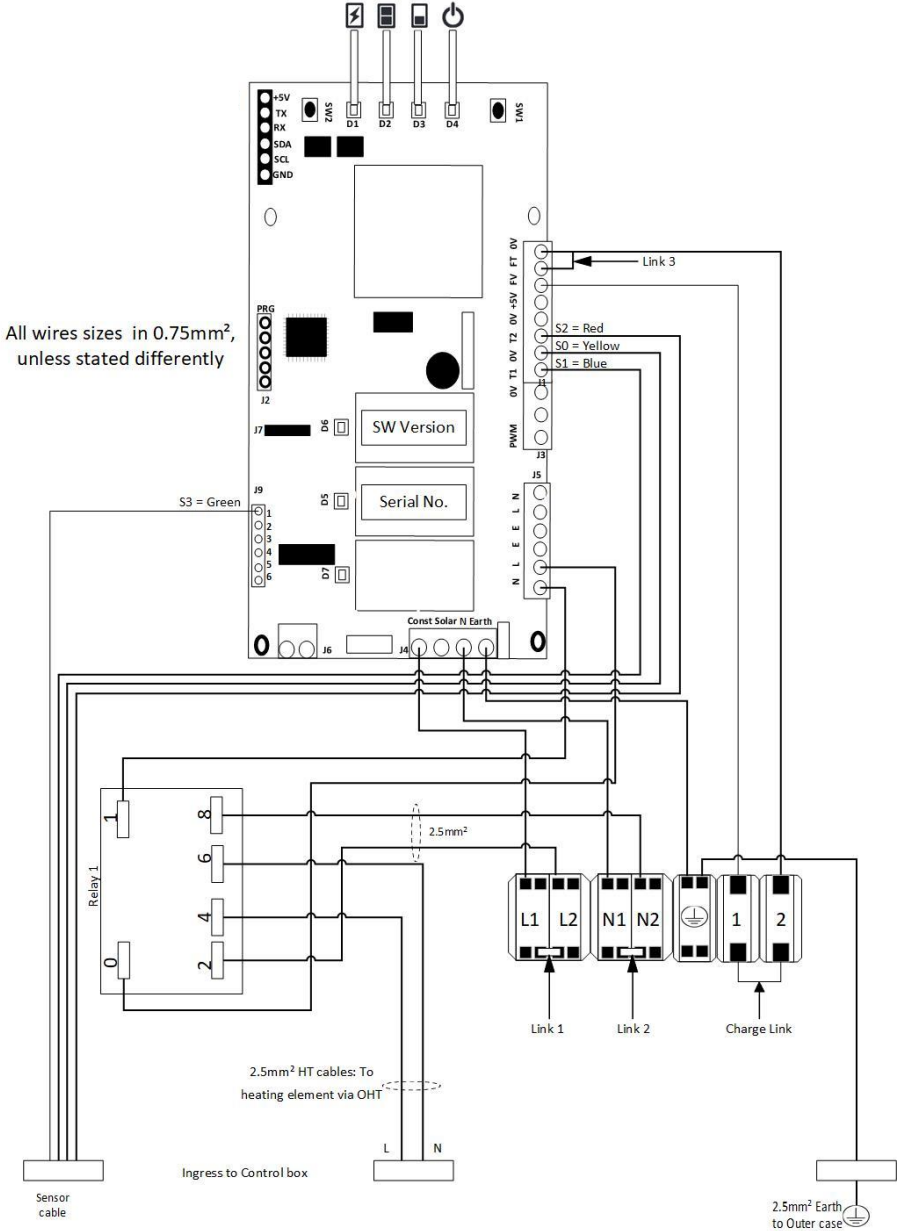 +5V
TX
RX
SDA
SCL
GND
SW2
D1
D2
D3
D4
SW1
0V
FT
FV
+5V
0V
T2
0V
T1
J1
0V
PWM
J3
Link 3
S2 = Red
S0 = Yellow
S1 = Blue
All wires sizes in 0.75mm²,
unless stated differently
PRG
J2
J7
D6
SW Version
J5
N
L
E
E
L
N
J9
S3 = Green
1
2
3
4
5
6
D5
Serial No.
D7
Const Solar N Earth
J6
J4
Relay 1
1
8
6
4
2
0
2.5mm²
L1
L2
N1
N2
1
2
Link 1
Link 2
Charge Link
2.5mm² HT cables: To
heating element via OHT
L
N
Ingress to Control box
Sensor
cable
2.5mm² Earth
to Outer case